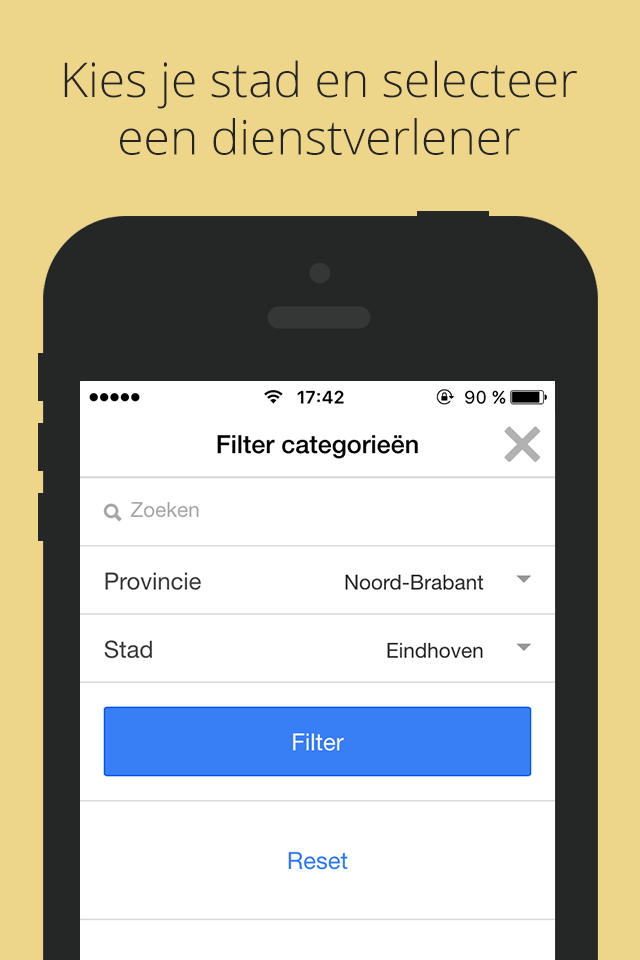 Kies je stad en selecteer
een dienstverlener
17:42 90 %
Filter categorieën
Zoeken
Provincie Noord-Brabant
Stad Eindhoven
Filter
Reset